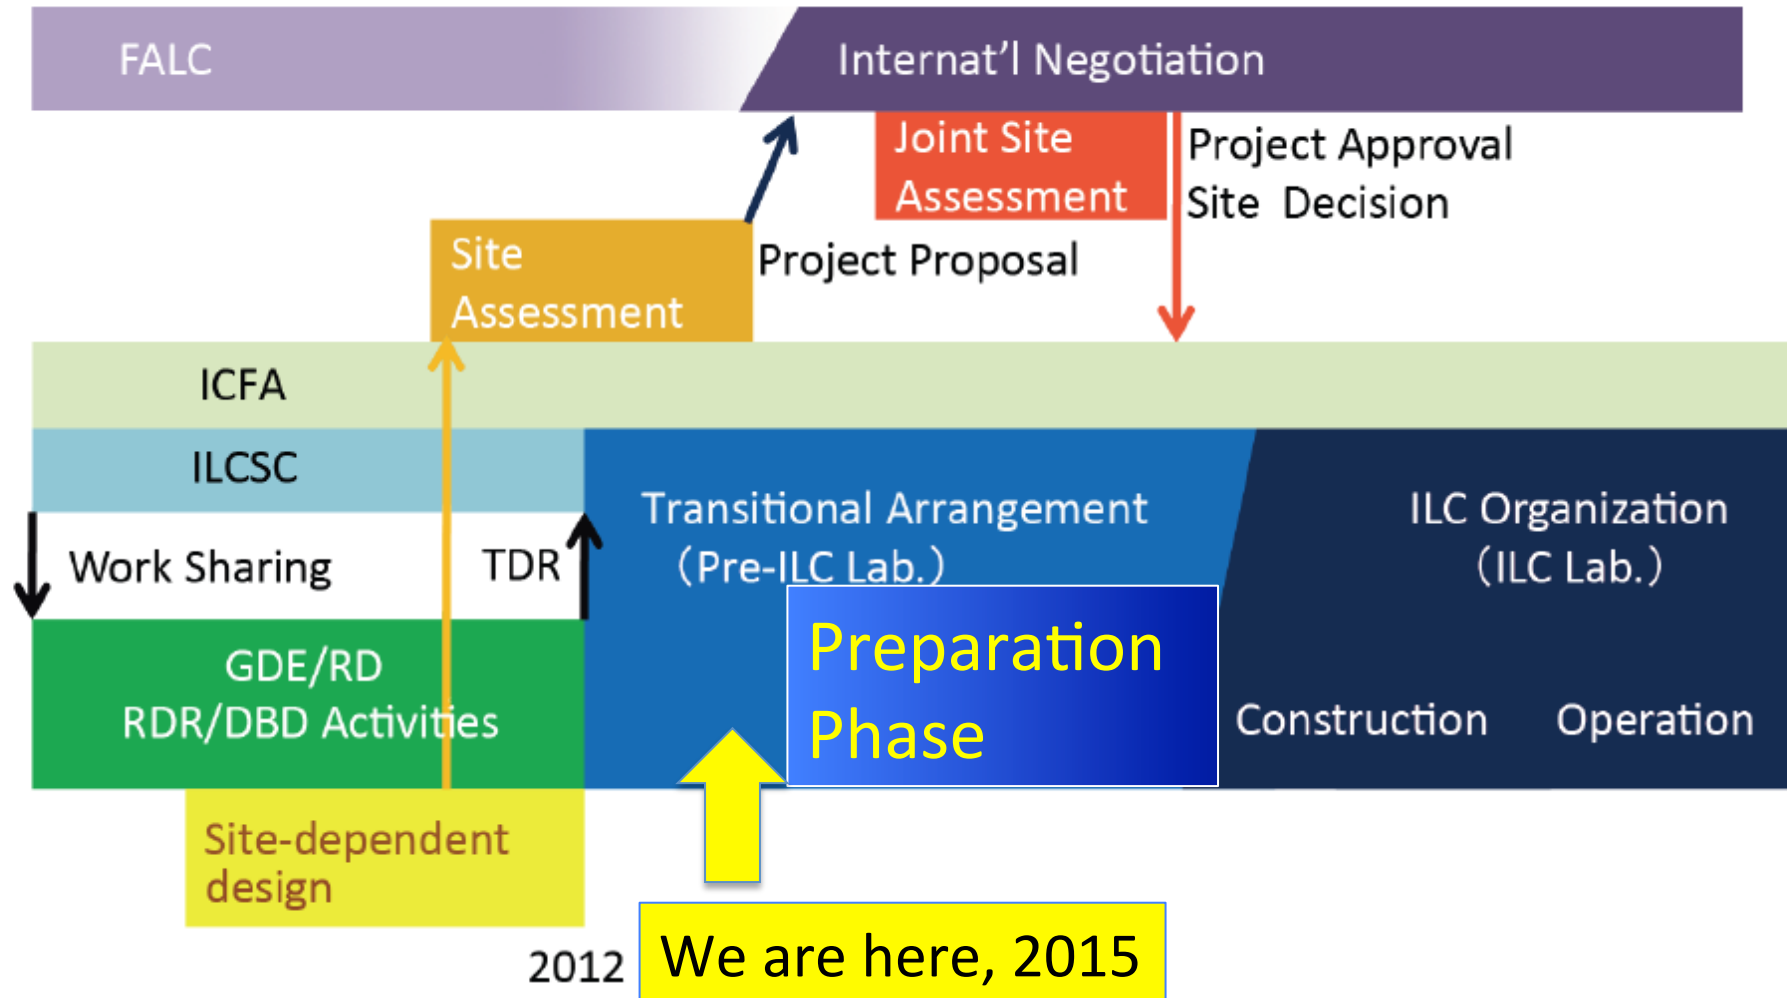 FALC
Internat'l Negotiation
Joint Site
Assessment
Project Approval
Site Decision
Site
Assessment
Project Proposal
ICFA
ILCSC
Work Sharing
TDR
Transitional Arrangement
(Pre-ILC Lab.)
ILC Organization
(ILC Lab.)
GDE/RD
RDR/DBD Activities
Preparation
Phase
Construction
Operation
Site-dependent
design
2012
We are here, 2015